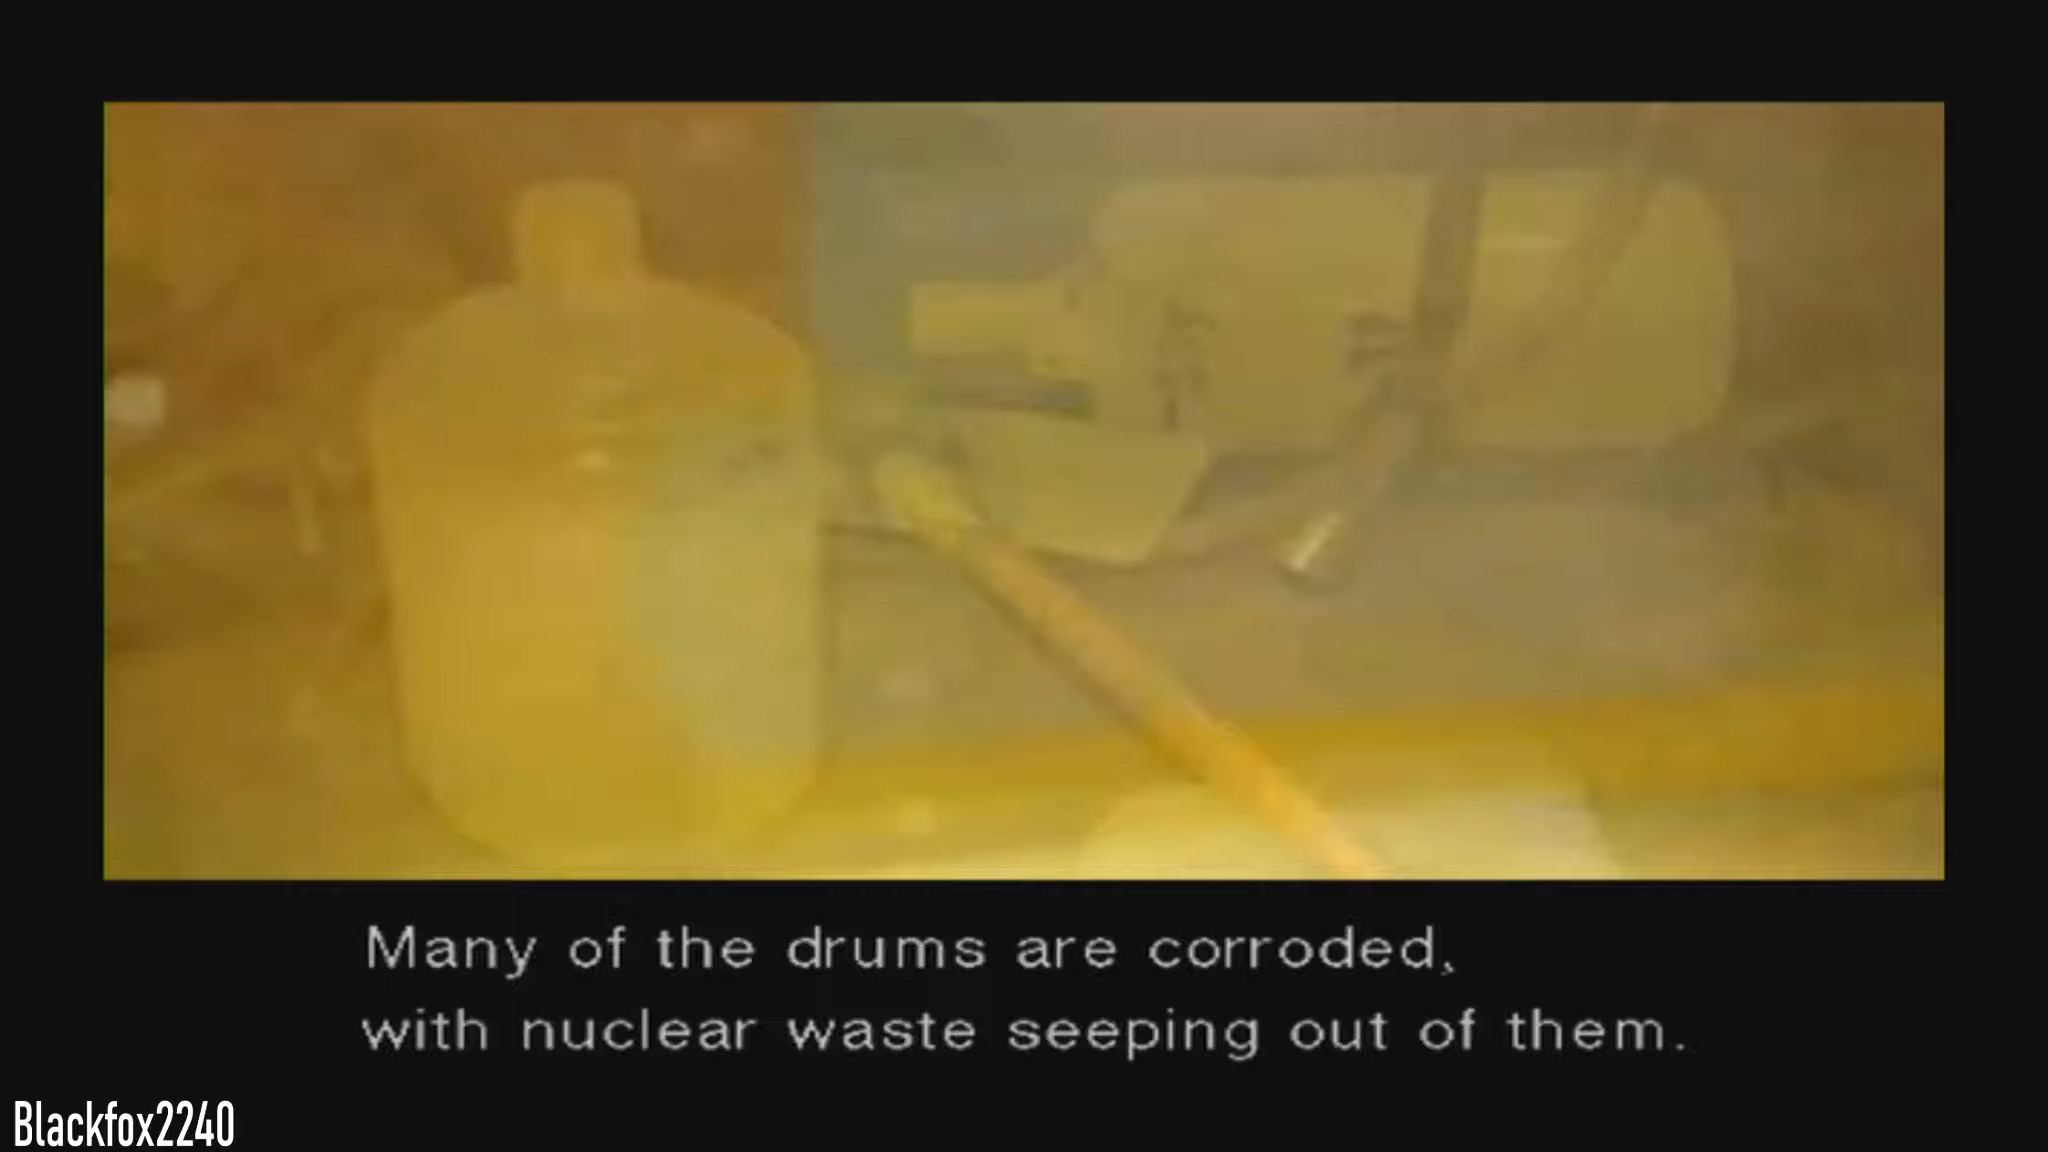 Many of the drums are corroded,
with nuclear waste seeping out of them.
Blackfox2240